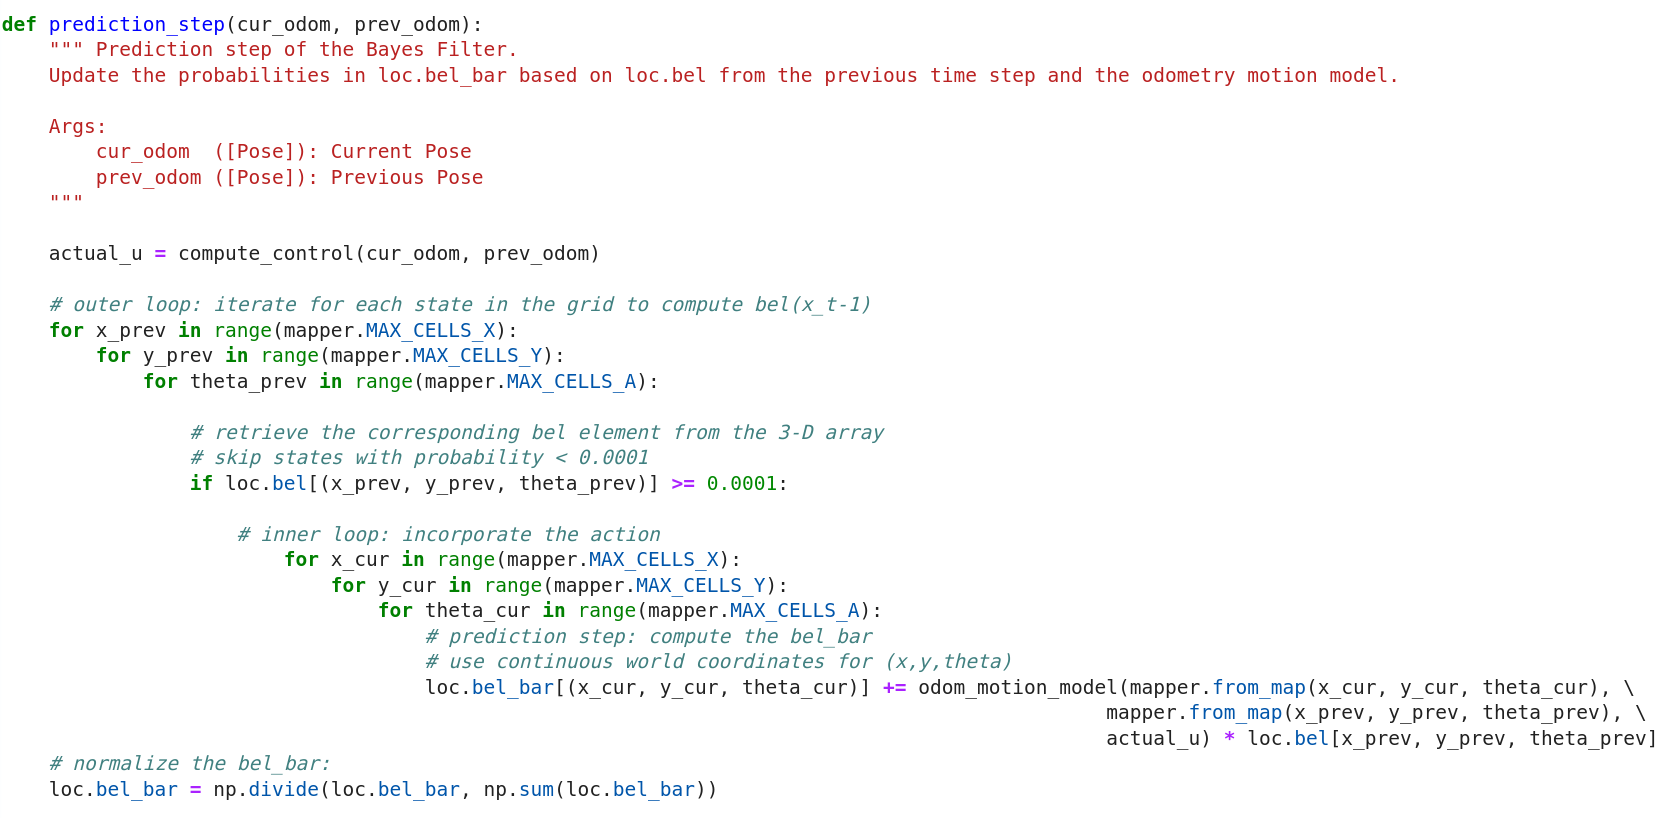 def prediction_step(cur_odom, prev_odom):
    """ Prediction step of the Bayes Filter.
    Update the probabilities in loc.bel_bar based on loc.bel from the previous time step and the odometry motion model.

    Args:
        cur_odom  ([Pose]): Current Pose
        prev_odom ([Pose]): Previous Pose
    """

    actual_u = compute_control(cur_odom, prev_odom)

    # outer loop: iterate for each state in the grid to compute bel(x_t-1)
    for x_prev in range(mapper.MAX_CELLS_X):
        for y_prev in range(mapper.MAX_CELLS_Y):
            for theta_prev in range(mapper.MAX_CELLS_A):

                # retrieve the corresponding bel element from the 3-D array
                # skip states with probability < 0.0001
                if loc.bel[(x_prev, y_prev, theta_prev)] >= 0.0001:

                    # inner loop: incorporate the action
                        for x_cur in range(mapper.MAX_CELLS_X):
                            for y_cur in range(mapper.MAX_CELLS_Y):
                                for theta_cur in range(mapper.MAX_CELLS_A):
                                    # prediction step: compute the bel_bar
                                    # use continuous world coordinates for (x,y,theta)
                                    loc.bel_bar[(x_cur, y_cur, theta_cur)] += odom_motion_model(mapper.from_map(x_cur, y_cur, theta_cur), \
                                                                                              mapper.from_map(x_prev, y_prev, theta_prev), \
                                                                                              actual_u) * loc.bel[x_prev, y_prev, theta_prev]
    # normalize the bel_bar:
    loc.bel_bar = np.divide(loc.bel_bar, np.sum(loc.bel_bar))